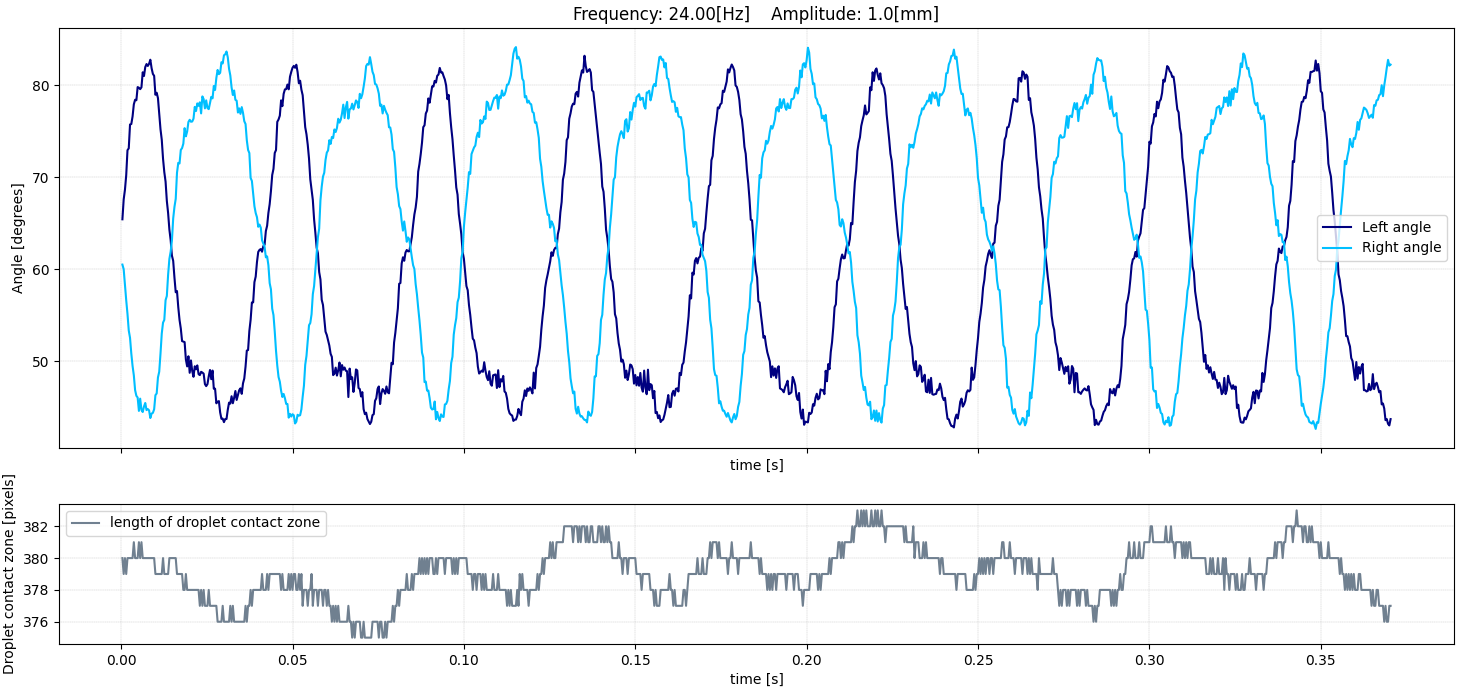 Frequency: 24.00[Hz]    Amplitude: 1.0[mm]
Angle [degrees]
80
70
60
50
Left angle
Right angle
time [s]
Droplet contact zone [pixels]
382
380
378
376
length of droplet contact zone
0.00 0.05 0.10 0.15 0.20 0.25 0.30 0.35
time [s]